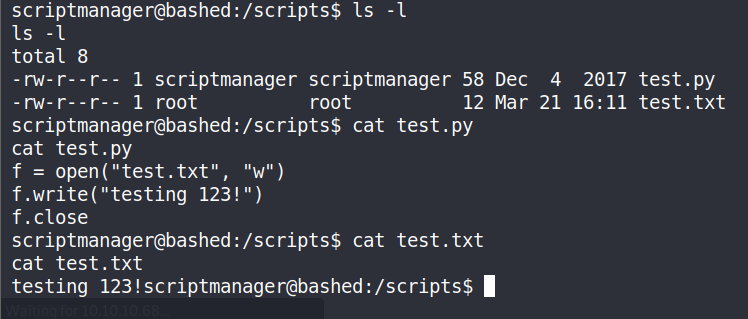 scriptmanager@bashed:/scripts$ ls -l
ls -l
total 8
-rw-r--r-- 1 scriptmanager scriptmanager 58 Dec  4  2017 test.py
-rw-r--r-- 1 root          root          12 Mar 21 16:11 test.txt
scriptmanager@bashed:/scripts$ cat test.py
cat test.py
f = open("test.txt", "w")
f.write("testing 123!")
f.close
scriptmanager@bashed:/scripts$ cat test.txt
cat test.txt
testing 123!scriptmanager@bashed:/scripts$
Waiting for 10.10.10.68